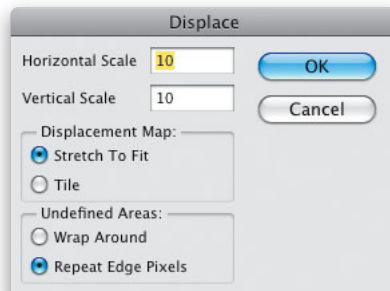 Displace
Horizontal Scale 10
OK
Vertical Scale 10
Cancel
Displacement Map:
Stretch To Fit
Tile
Undefined Areas:
Wrap Around
Repeat Edge Pixels